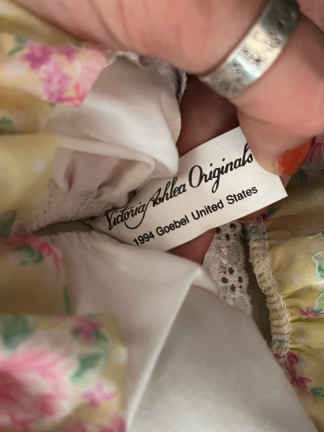 Victoria Ashlea Originals
1994 Goebel United States